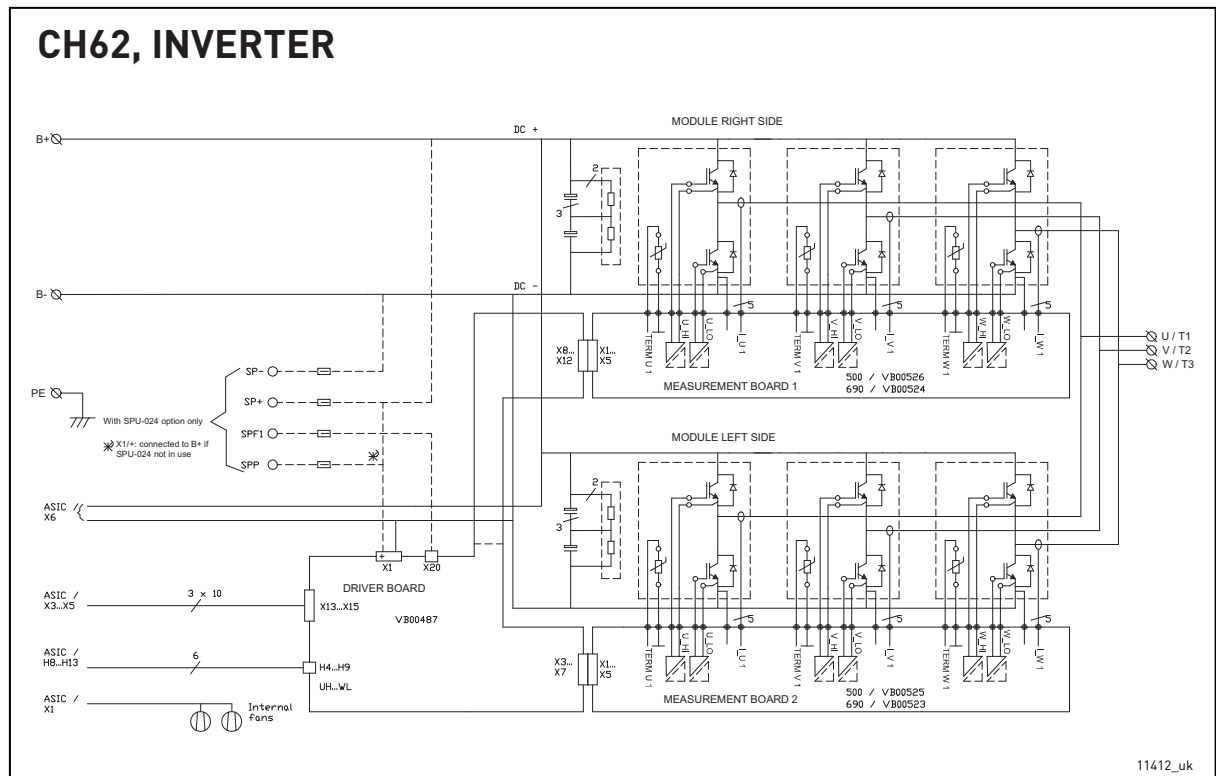 CH62, INVERTER
MODULE RIGHT SIDE
B+
DC +
2
3
B-
DC -
5
5
5
TERM U 1
U_HI
U_LO
I_U 1
TERM V 1
V_HI
V_LO
I_V 1
TERM W 1
W_HI
W_LO
I_W 1
U / T1
V / T2
W / T3
X8...
X12
X1...
X5
MEASUREMENT BOARD 1
500 / VB00526
690 / VB00524
PE
SP-
SP+
SPF1
SPP
With SPU-024 option only
X1/+: connected to B+ if
SPU-024 not in use
MODULE LEFT SIDE
2
3
ASIC /
X6
+
X1
X20
DRIVER BOARD
VB00487
ASIC /
X3...X5
3 x 10
X13...X15
5
5
5
TERM U 1
U_HI
U_LO
I_U 1
TERM V 1
V_HI
V_LO
I_V 1
TERM W 1
W_HI
W_LO
I_W 1
ASIC /
H8...H13
6
H4...H9
UH...WL
X3...
X7
X1...
X5
MEASUREMENT BOARD 2
500 / VB00525
690 / VB00523
ASIC /
X1
Internal
fans
11412_uk